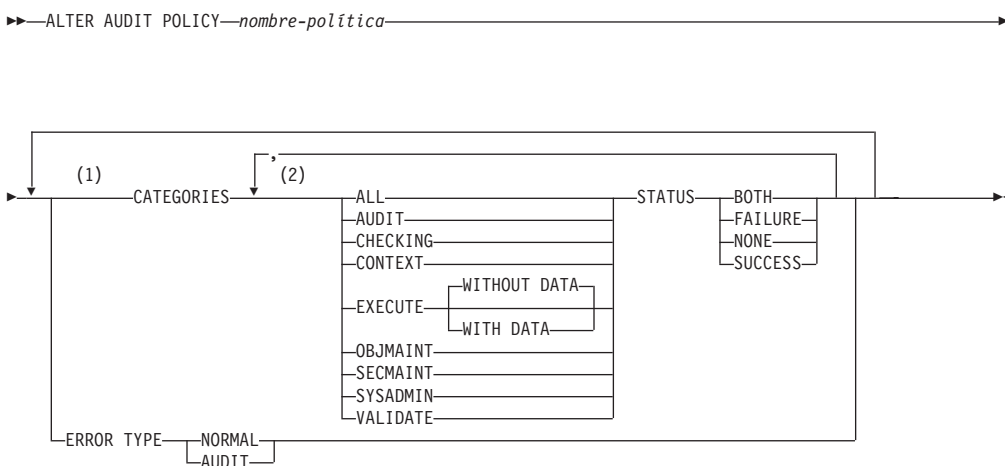 ALTER AUDIT POLICY nombre-política
,
(1) (2)
CATEGORIES ALL STATUS BOTH
AUDIT FAILURE
CHECKING NONE
CONTEXT SUCCESS
WITHOUT DATA
EXECUTE
WITH DATA
OBJMAINT
SECMAINT
SYSADMIN
VALIDATE
ERROR TYPE NORMAL
AUDIT